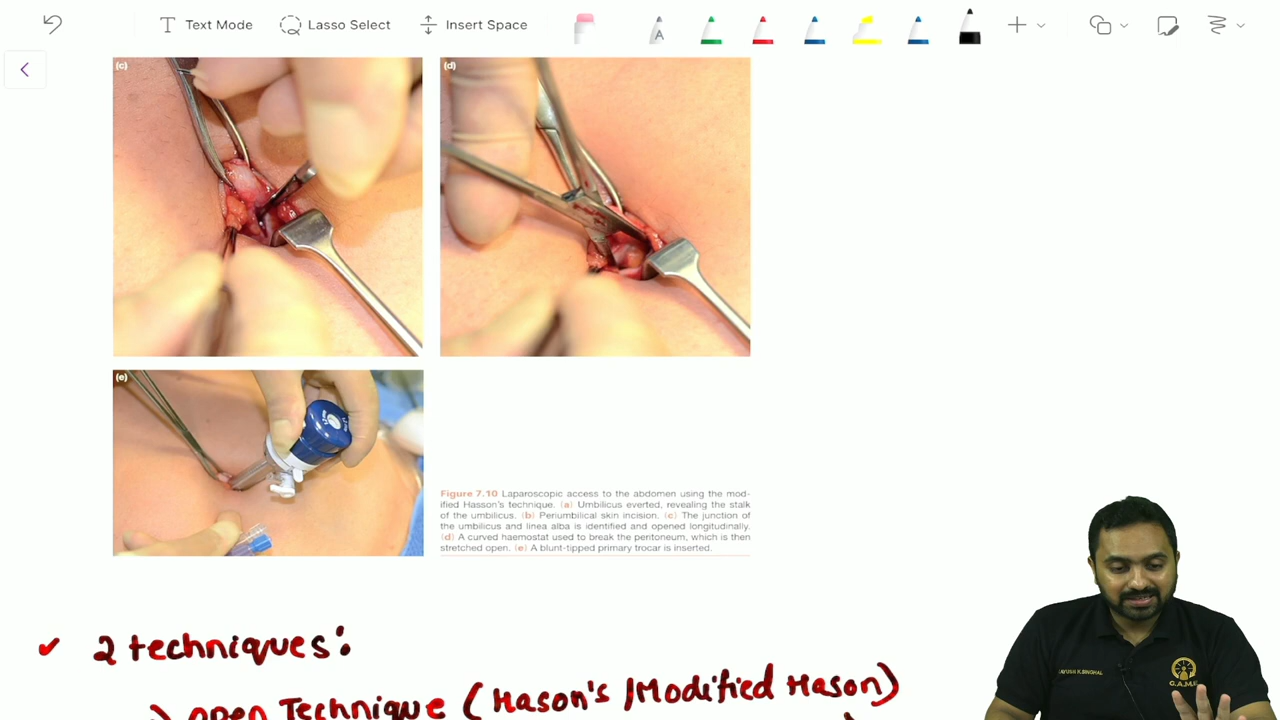 Text Mode Lasso Select Insert Space
A
(c)
(d)
(e)
Figure 7.10 Laparoscopic access to the abdomen using the mod-
ified Hasson's technique. (a) Umbilicus everted, revealing the stalk
of the umbilicus. (b) Periumbilical skin incision. (c) The junction of
the umbilicus and linea alba is identified and opened longitudinally.
(d) A curved haemostat used to break the peritoneum, which is then
stretched open. (e) A blunt-tipped primary trocar is inserted.
2 techniques:
open Technique (Hason's /Modified Hason)